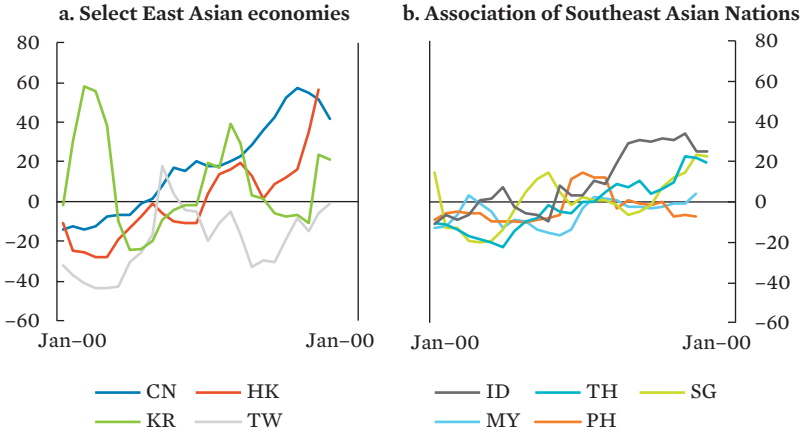 a. Select East Asian economies
80
60
40
20
0
−20
−40
−60
Jan–00 Jan–00
CN HK
KR TW
b. Association of Southeast Asian Nations
80
60
40
20
0
−20
−40
−60
Jan–00 Jan–00
ID TH SG
MY PH